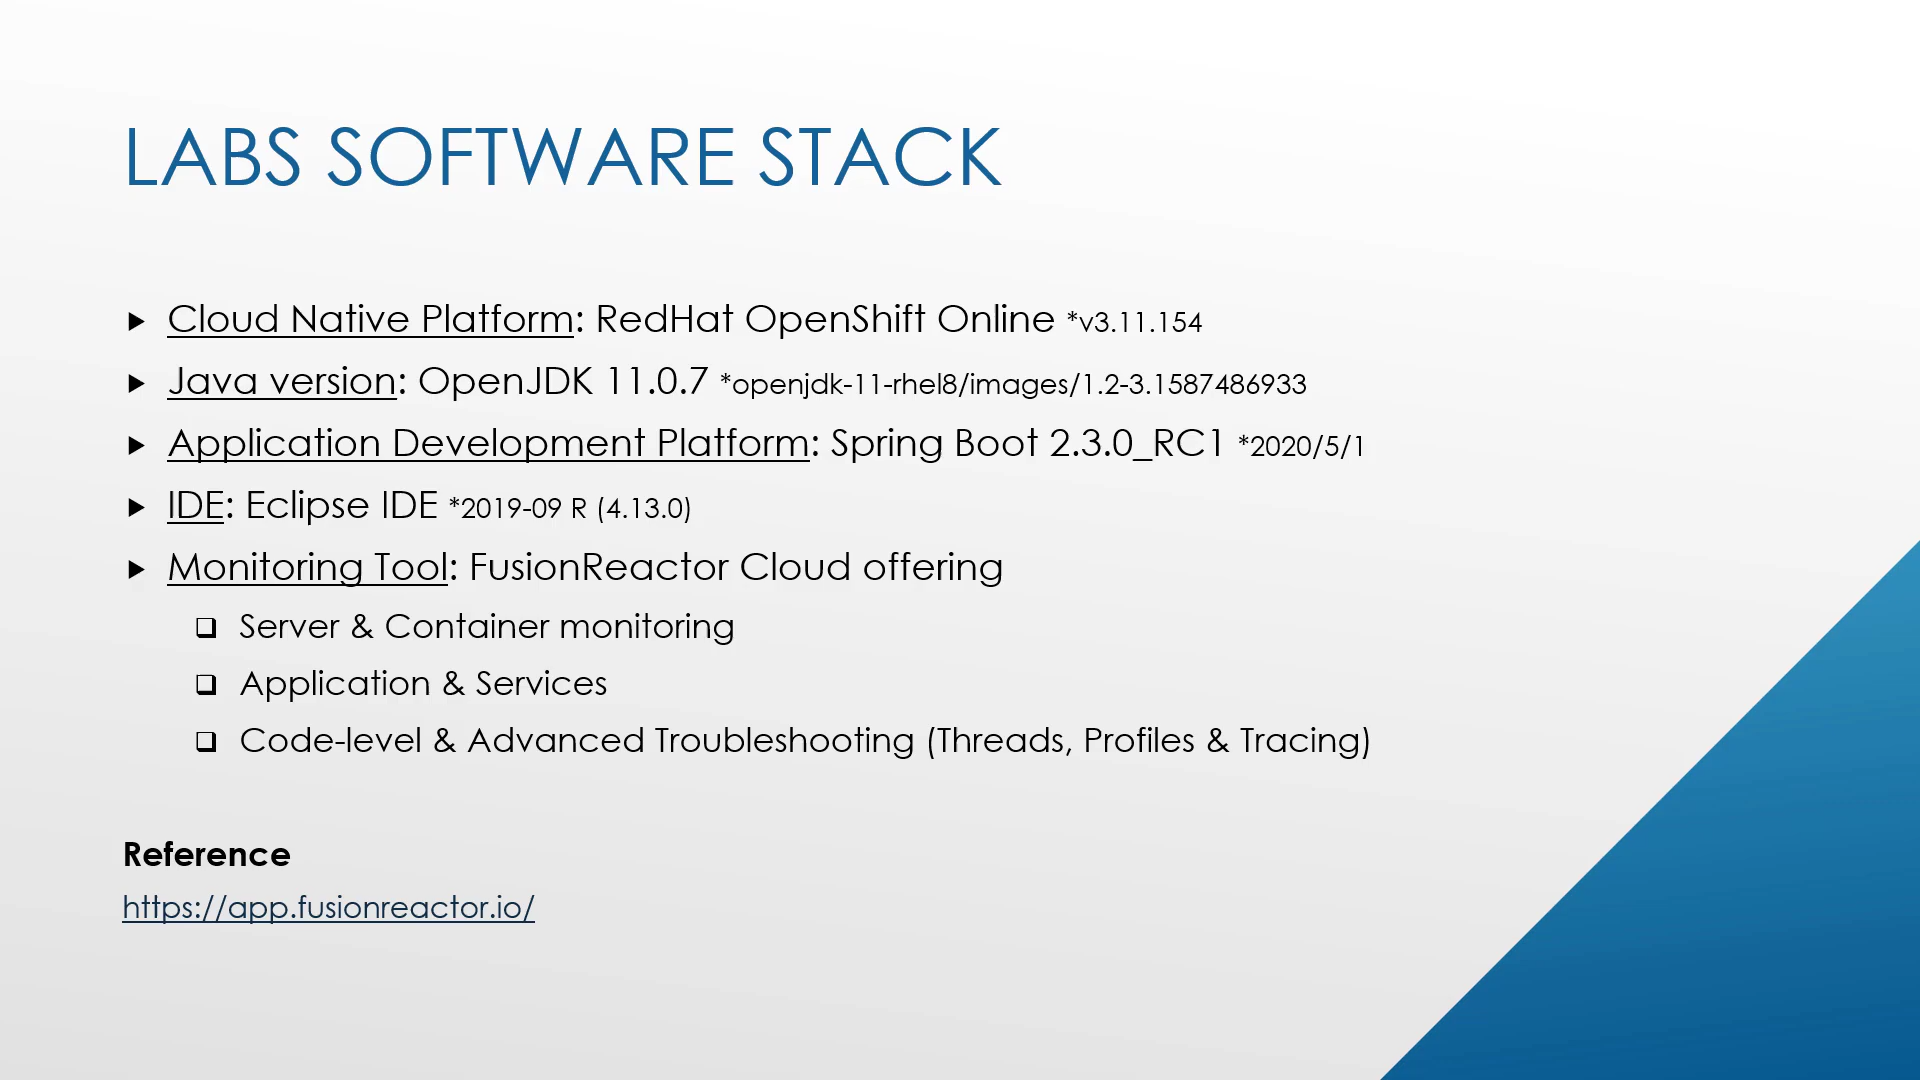 LABS SOFTWARE STACK
Cloud Native Platform: RedHat OpenShift Online *v3.11.154
Java version: OpenJDK 11.0.7 *openjdk-11-rhel8/images/1.2-3.1587486933
Application Development Platform: Spring Boot 2.3.0_RC1 *2020/5/1
IDE: Eclipse IDE *2019-09 R (4.13.0)
Monitoring Tool: FusionReactor Cloud offering
Server & Container monitoring
Application & Services
Code-level & Advanced Troubleshooting (Threads, Profiles & Tracing)
Reference
https://app.fusionreactor.io/